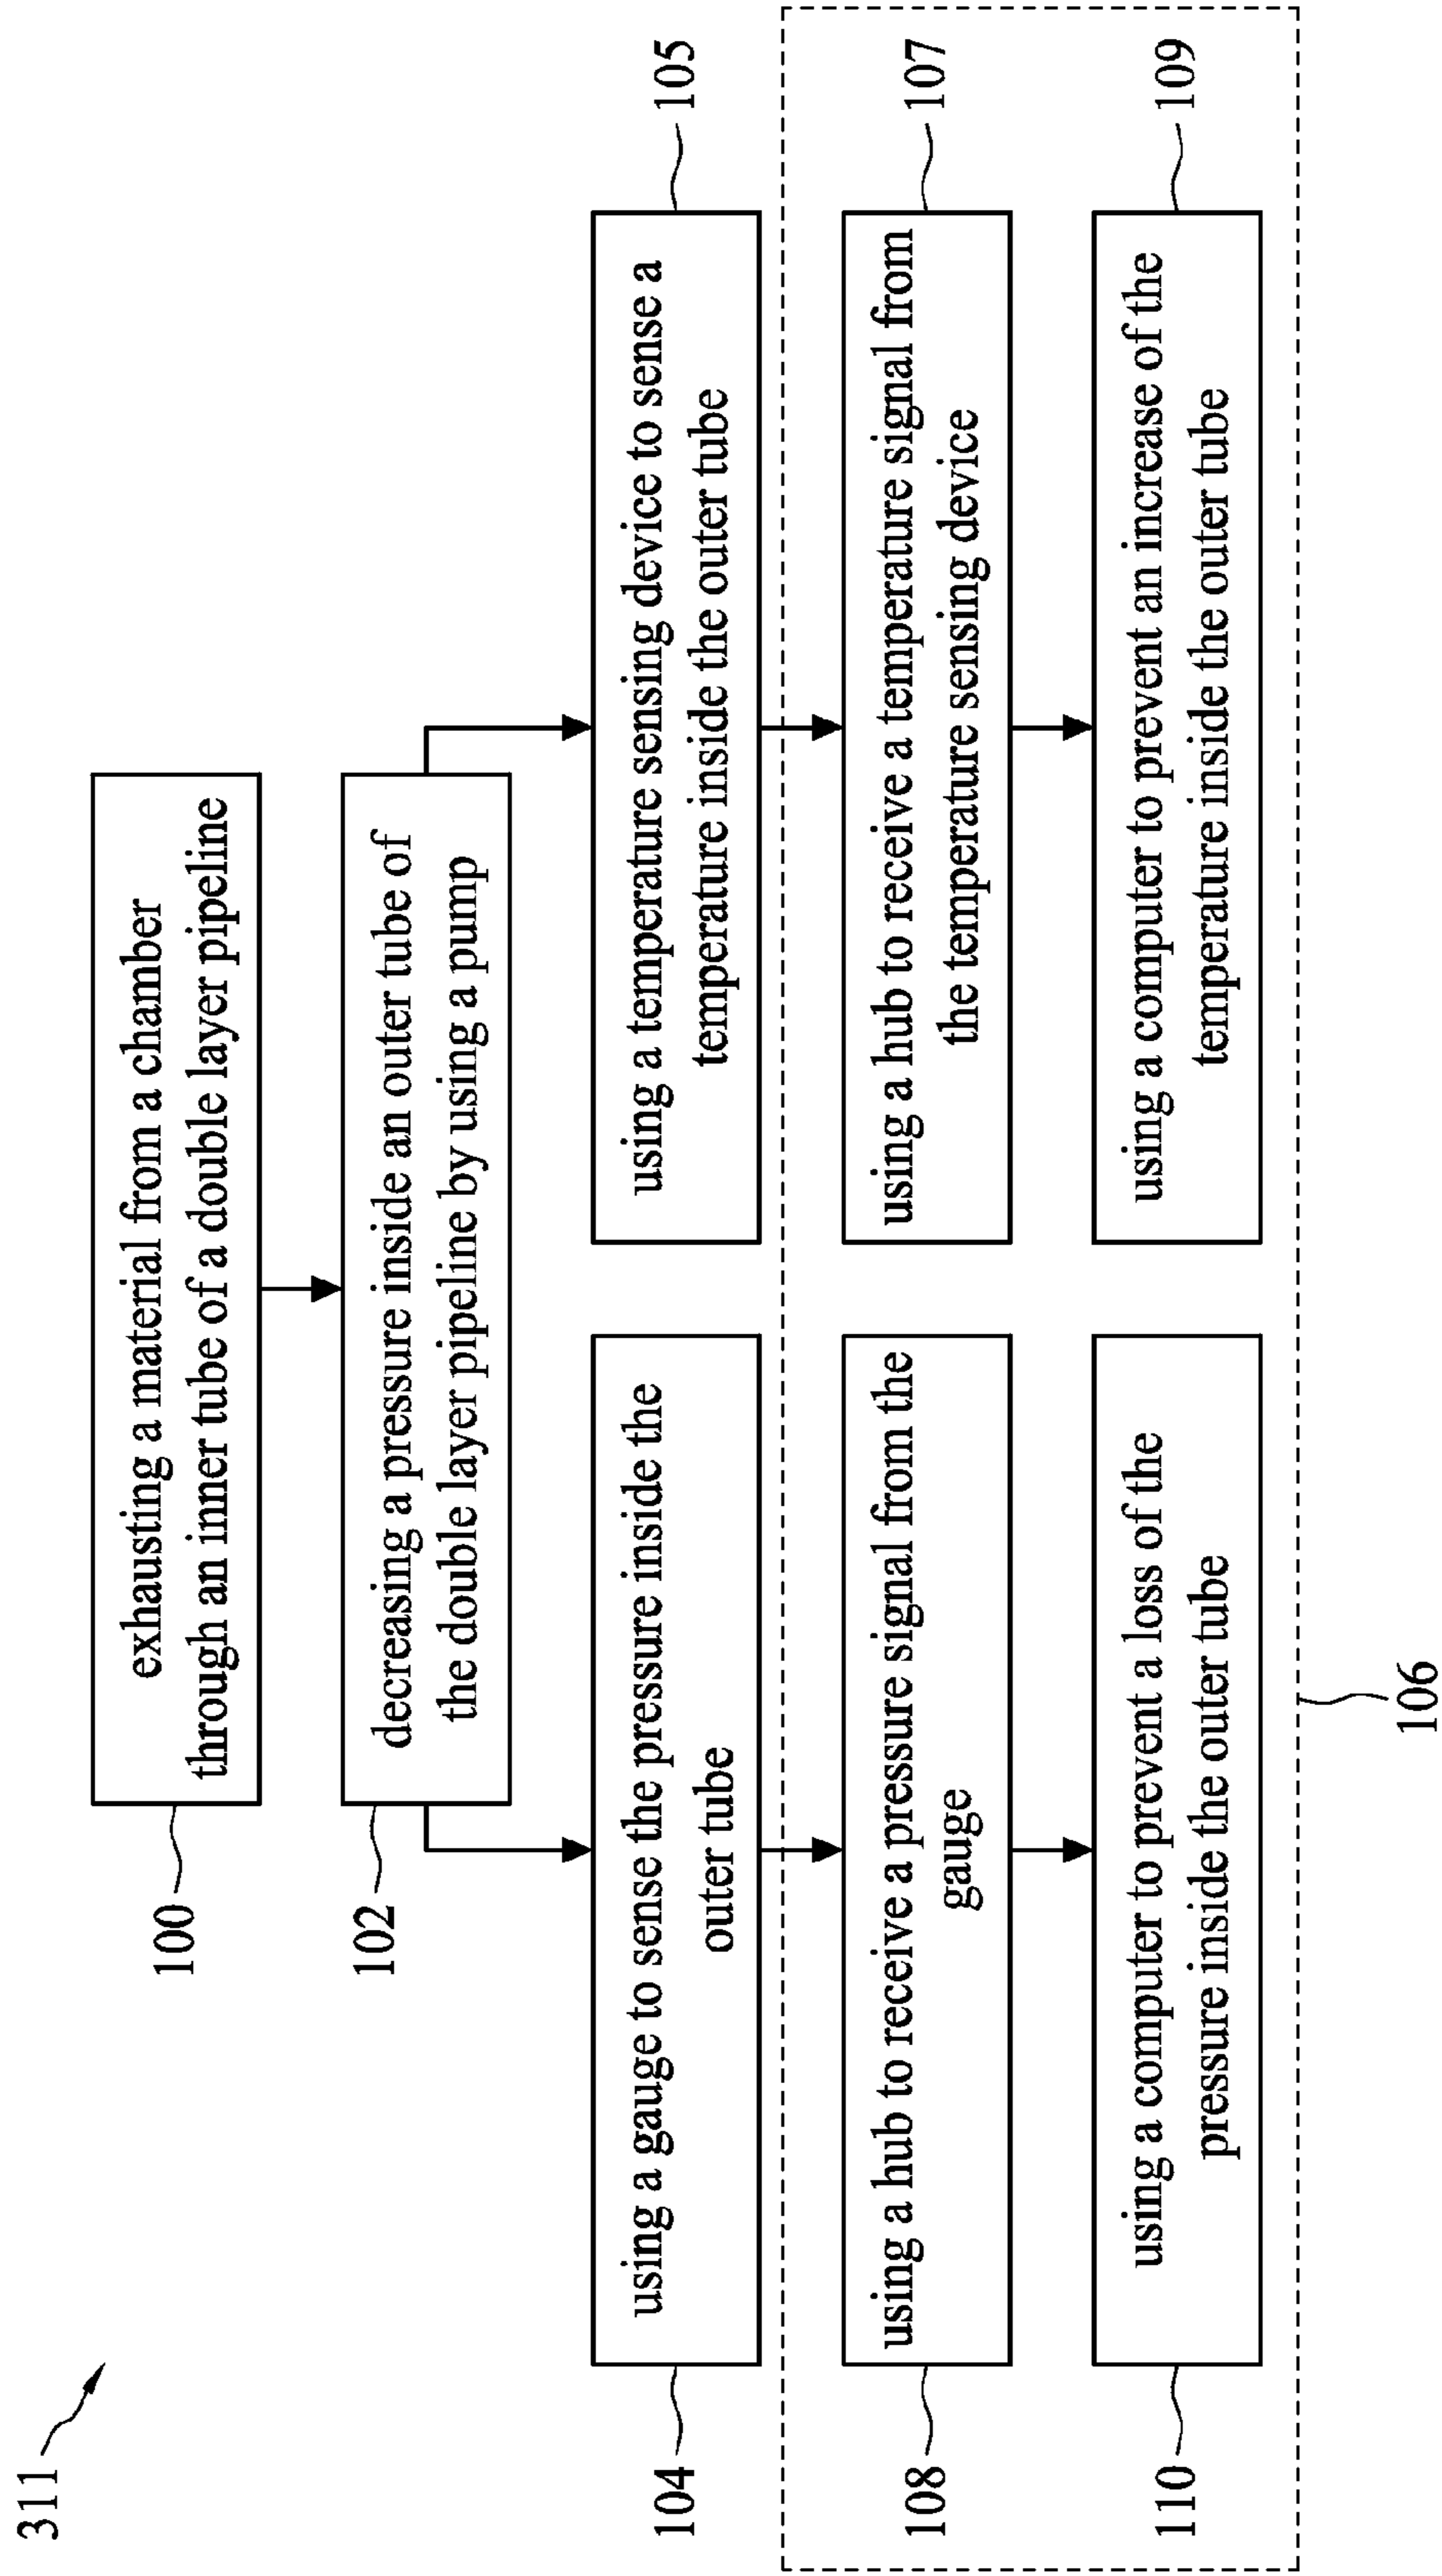 311
100
exhausting a material from a chamber
through an inner tube of a double layer pipeline
102
decreasing a pressure inside an outer tube of
the double layer pipeline by using a pump
104
using a gauge to sense the pressure inside the
outer tube
using a temperature sensing device to sense a
temperature inside the outer tube
105
108
using a hub to receive a pressure signal from the
gauge
using a hub to receive a temperature signal from
the temperature sensing device
107
110
using a computer to prevent a loss of the
pressure inside the outer tube
using a computer to prevent an increase of the
temperature inside the outer tube
109
106